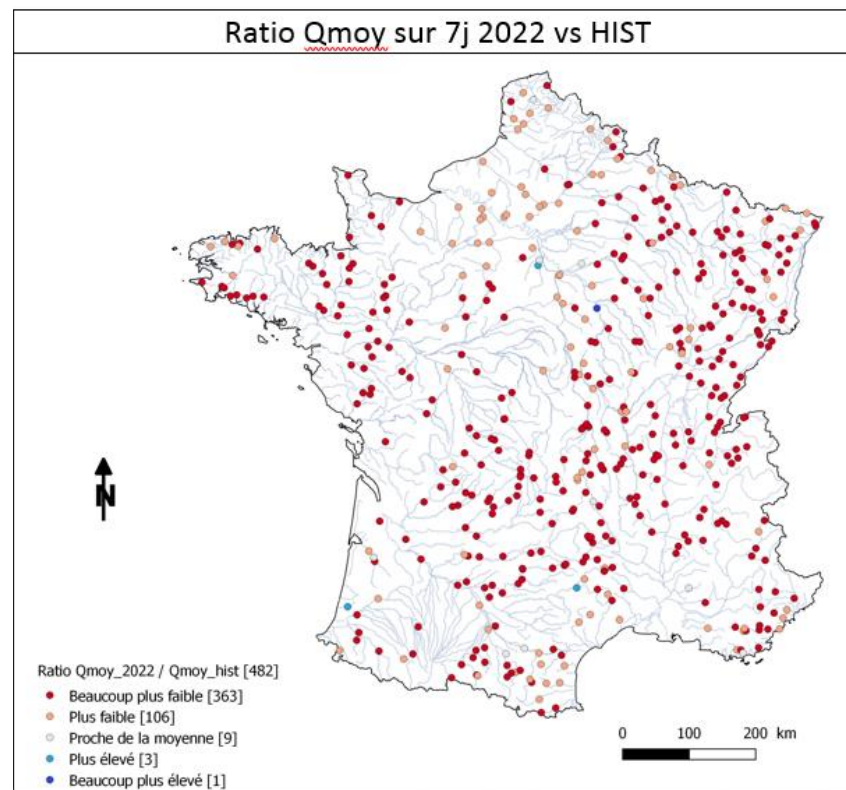 Ratio Qmoy sur 7j 2022 vs HIST
N
Ratio Qmoy_2022 / Qmoy_hist [482]
Beaucoup plus faible [363]
Plus faible [106]
Proche de la moyenne [9]
Plus élevé [3]
Beaucoup plus élevé [1]
0 100 200 km